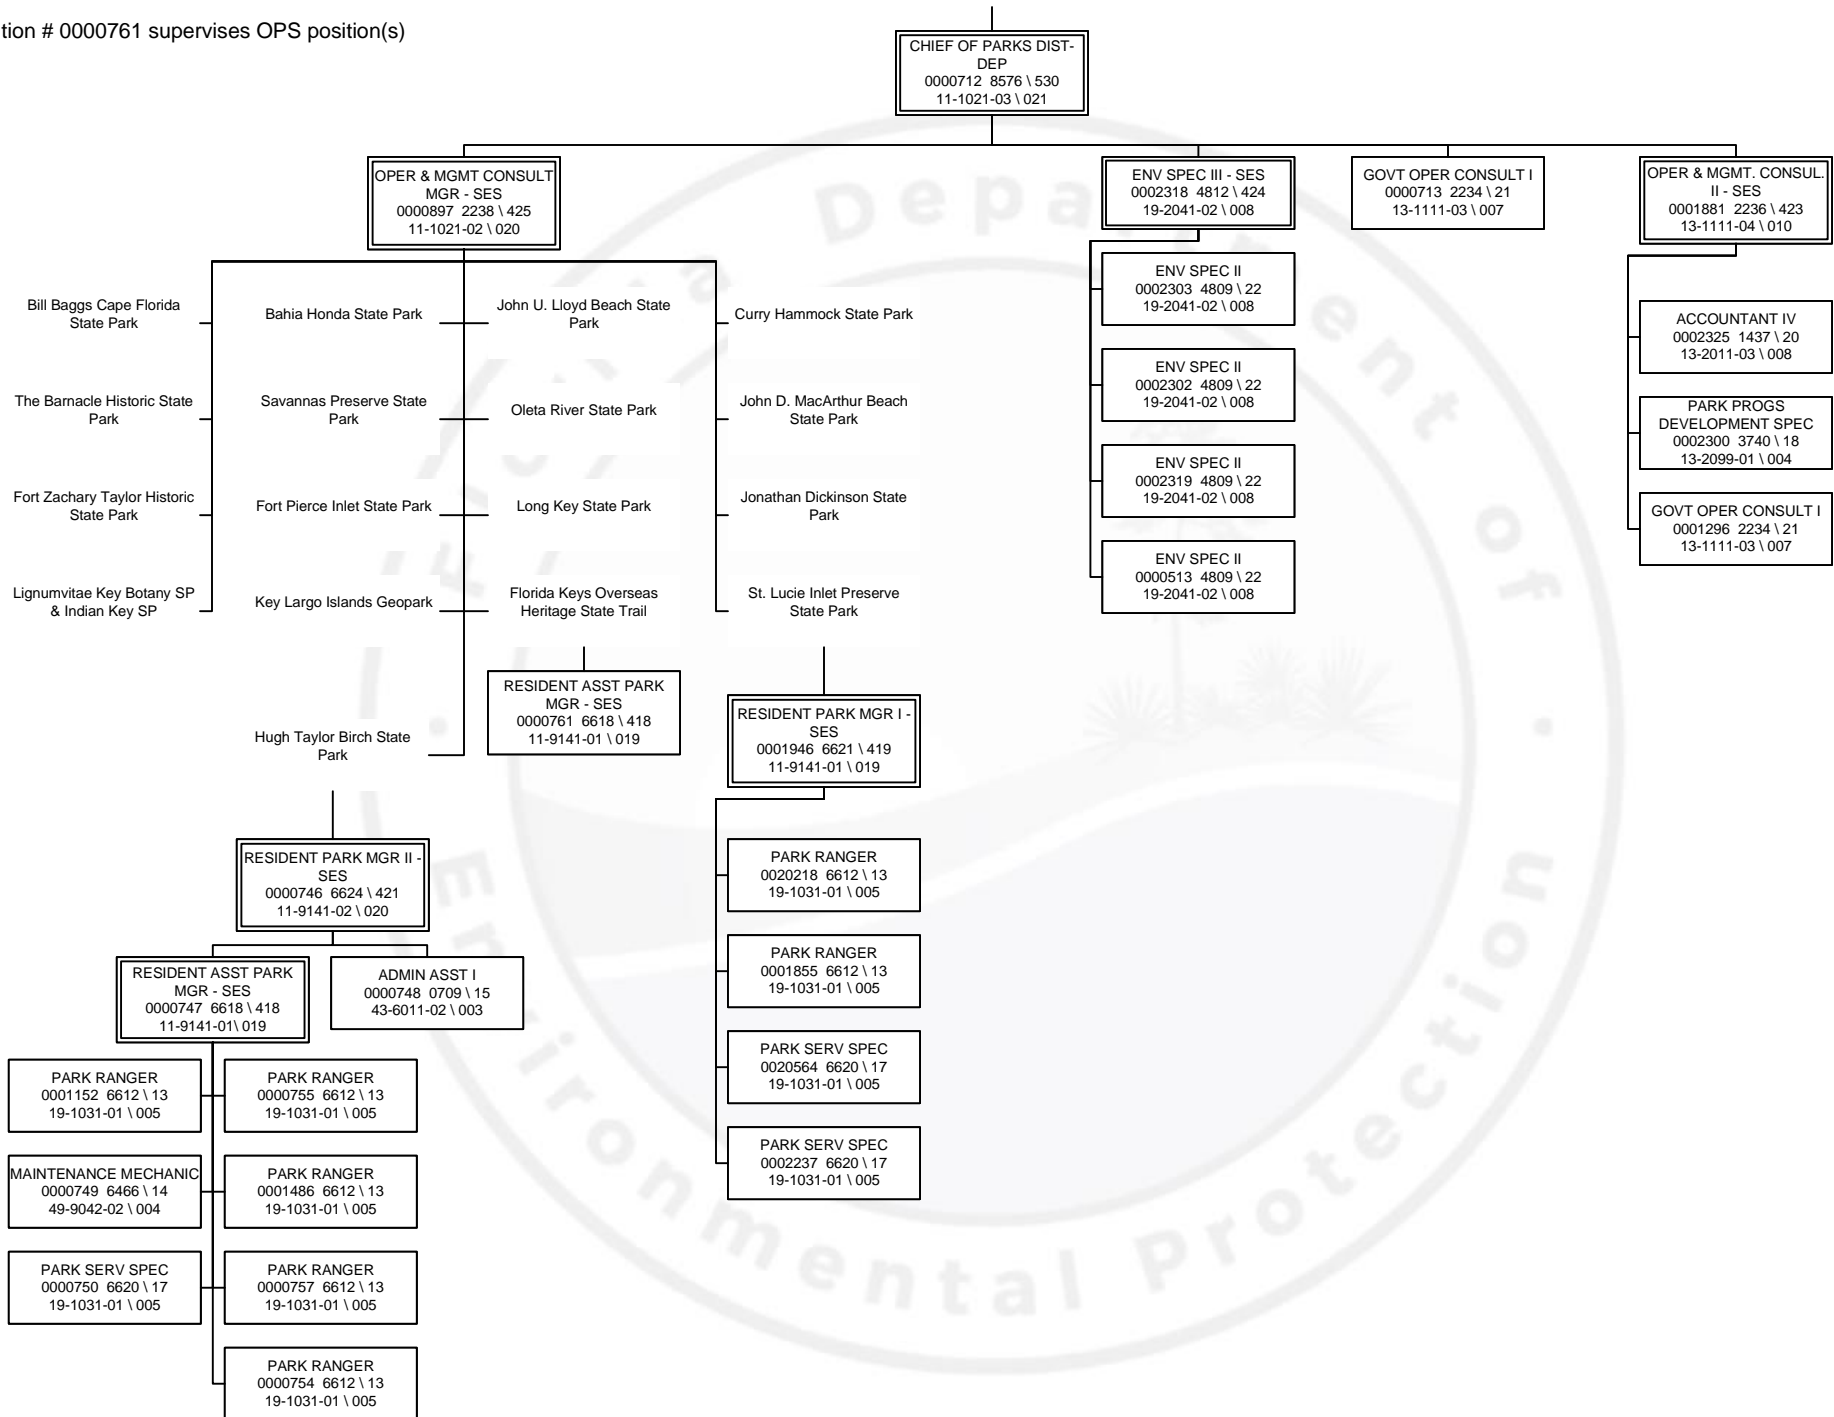 tion # 0000761 supervises OPS position(s)
CHIEF OF PARKS DIST-
DEP
0000712 8576 \ 530
11-1021-03 \ 021
OPER & MGMT CONSULT
MGR - SES
0000897 2238 \ 425
11-1021-02 \ 020
ENV SPEC III - SES
0002318 4812 \ 424
19-2041-02 \ 008
GOVT OPER CONSULT I
0000713 2234 \ 21
13-1111-03 \ 007
OPER & MGMT. CONSUL.
II - SES
0001881 2236 \ 423
13-1111-04 \ 010
Bill Baggs Cape Florida
State Park
Bahia Honda State Park
John U. Lloyd Beach State
Park
Curry Hammock State Park
The Barnacle Historic State
Park
Savannas Preserve State
Park
Oleta River State Park
John D. MacArthur Beach
State Park
Fort Zachary Taylor Historic
State Park
Fort Pierce Inlet State Park
Long Key State Park
Jonathan Dickinson State
Park
Lignumvitae Key Botany SP
& Indian Key SP
Key Largo Islands Geopark
Florida Keys Overseas
Heritage State Trail
St. Lucie Inlet Preserve
State Park
Hugh Taylor Birch State
Park
ENV SPEC II
0002303 4809 \ 22
19-2041-02 \ 008
ENV SPEC II
0002302 4809 \ 22
19-2041-02 \ 008
ENV SPEC II
0002319 4809 \ 22
19-2041-02 \ 008
ENV SPEC II
0000513 4809 \ 22
19-2041-02 \ 008
ACCOUNTANT IV
0002325 1437 \ 20
13-2011-03 \ 008
PARK PROGS
DEVELOPMENT SPEC
0002300 3740 \ 18
13-2099-01 \ 004
GOVT OPER CONSULT I
0001296 2234 \ 21
13-1111-03 \ 007
RESIDENT ASST PARK
MGR - SES
0000761 6618 \ 418
11-9141-01 \ 019
RESIDENT PARK MGR I -
SES
0001946 6621 \ 419
11-9141-01 \ 019
PARK RANGER
0020218 6612 \ 13
19-1031-01 \ 005
PARK RANGER
0001855 6612 \ 13
19-1031-01 \ 005
PARK SERV SPEC
0020564 6620 \ 17
19-1031-01 \ 005
PARK SERV SPEC
0002237 6620 \ 17
19-1031-01 \ 005
RESIDENT PARK MGR II -
SES
0000746 6624 \ 421
11-9141-02 \ 020
RESIDENT ASST PARK
MGR - SES
0000747 6618 \ 418
11-9141-01\ 019
ADMIN ASST I
0000748 0709 \ 15
43-6011-02 \ 003
PARK RANGER
0001152 6612 \ 13
19-1031-01 \ 005
PARK RANGER
0000755 6612 \ 13
19-1031-01 \ 005
MAINTENANCE MECHANIC
0000749 6466 \ 14
49-9042-02 \ 004
PARK RANGER
0001486 6612 \ 13
19-1031-01 \ 005
PARK SERV SPEC
0000750 6620 \ 17
19-1031-01 \ 005
PARK RANGER
0000757 6612 \ 13
19-1031-01 \ 005
PARK RANGER
0000754 6612 \ 13
19-1031-01 \ 005
Department of
Environmental Protection